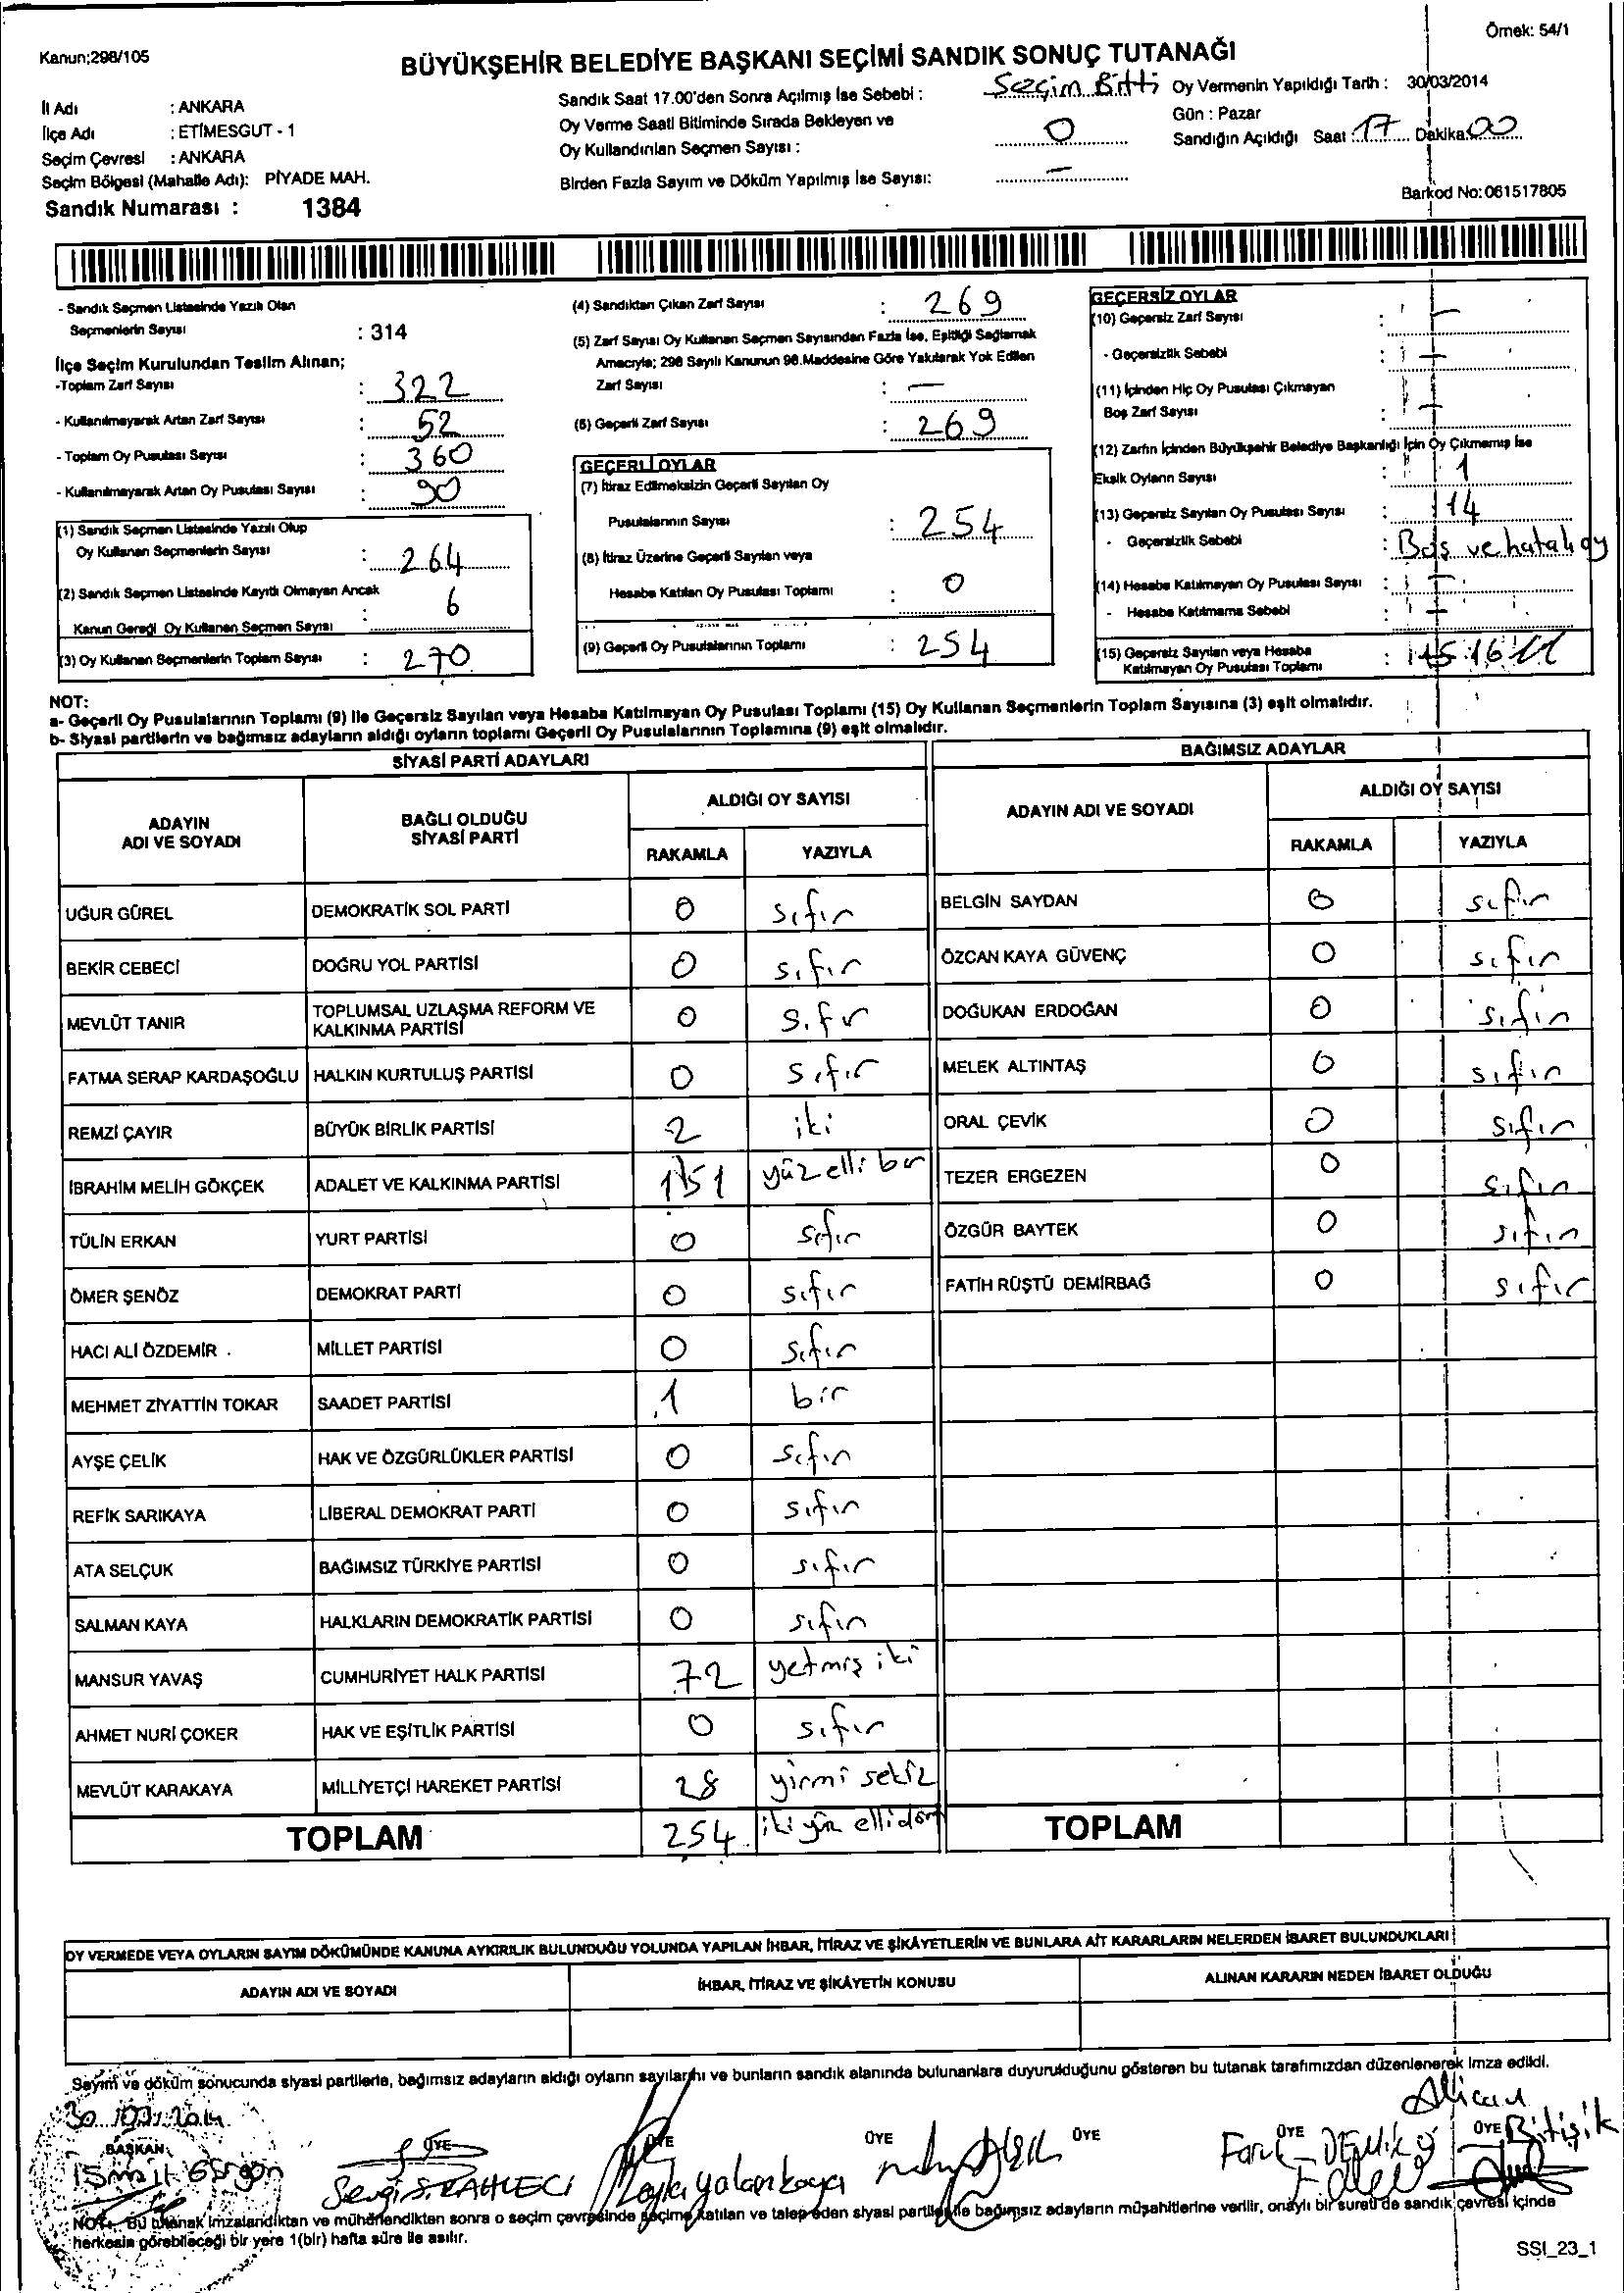 Kanun;298/105
Örnek: 54/1
BÜYÜKŞEHİR BELEDİYE BAŞKANI SEÇİMİ SANDIK SONUÇ TUTANAĞI
İl Adı : ANKARA
İlçe Adı : ETİMESGUT - 1
Seçim Çevresi : ANKARA
Seçim Bölgesi (Mahalle Adı): PİYADE MAH.
Sandık Numarası : 1384
Sandık Saat 17.00'den Sonra Açılmış İse Sebebi : Seçim Bitti
Oy Verme Saati Bitiminde Sırada Bekleyen ve
Oy Kullandırılan Seçmen Sayısı : 0
Birden Fazla Sayım ve Döküm Yapılmış İse Sayısı: —
Oy Vermenin Yapıldığı Tarih : 30/03/2014
Gün : Pazar
Sandığın Açıldığı Saat : 17 Dakika: 00
Barkod No: 061517805
- Sandık Seçmen Listesinde Yazılı Olan
Seçmenlerin Sayısı : 314
İlçe Seçim Kurulundan Teslim Alınan;
-Toplam Zarf Sayısı : 322
- Kullanılmayarak Artan Zarf Sayısı : 52
- Toplam Oy Pusulası Sayısı : 360
- Kullanılmayarak Artan Oy Pusulası Sayısı : 90
(1) Sandık Seçmen Listesinde Yazılı Olup
Oy Kullanan Seçmenlerin Sayısı : 264
(2) Sandık Seçmen Listesinde Kayıtlı Olmayan Ancak
Kanun Gereği Oy Kullanan Seçmen Sayısı : 6
(3) Oy Kullanan Seçmenlerin Toplam Sayısı : 270
(4) Sandıktan Çıkan Zarf Sayısı : 269
(5) Zarf Sayısı Oy Kullanan Seçmen Sayısından Fazla İse, Eşitliği Sağlamak
Amacıyla; 298 Sayılı Kanunun 98.Maddesine Göre Yakılarak Yok Edilen
Zarf Sayısı : —
(6) Geçerli Zarf Sayısı : 269
GEÇERLİ OYLAR
(7) İtiraz Edilmeksizin Geçerli Sayılan Oy
Pusulalarının Sayısı : 254
(8) İtiraz Üzerine Geçerli Sayılan veya
Hesaba Katılan Oy Pusulası Toplamı : 0
(9) Geçerli Oy Pusulalarının Toplamı : 254
GEÇERSİZ OYLAR
(10) Geçersiz Zarf Sayısı : —
- Geçersizlik Sebebi : —
(11) İçinden Hiç Oy Pusulası Çıkmayan
Boş Zarf Sayısı : —
(12) Zarfın İçinden Büyükşehir Belediye Başkanlığı İçin Oy Çıkmamış İse
Eksik Oyların Sayısı : 1
(13) Geçersiz Sayılan Oy Pusulası Sayısı : 14
- Geçersizlik Sebebi : Boş ve hatalı oy
(14) Hesaba Katılmayan Oy Pusulası Sayısı : —
- Hesaba Katılmama Sebebi : —
(15) Geçersiz Sayılan veya Hesaba
Katılmayan Oy Pusulası Toplamı : 15 16
NOT:
a- Geçerli Oy Pusulalarının Toplamı (9) İle Geçersiz Sayılan veya Hesaba Katılmayan Oy Pusulası Toplamı (15) Oy Kullanan Seçmenlerin Toplam Sayısına (3) eşit olmalıdır.
b- Siyasi partilerin ve bağımsız adayların aldığı oyların toplamı Geçerli Oy Pusulalarının Toplamına (9) eşit olmalıdır.
SİYASİ PARTİ ADAYLARI
BAĞIMSIZ ADAYLAR
ADAYIN ADI VE SOYADI
BAĞLI OLDUĞU SİYASİ PARTİ
ALDIĞI OY SAYISI
RAKAMLA YAZIYLA
ADAYIN ADI VE SOYADI
ALDIĞI OY SAYISI
RAKAMLA YAZIYLA
UĞUR GÜREL DEMOKRATİK SOL PARTİ 0 sıfır BELGİN SAYDAN 0 sıfır
BEKİR CEBECİ DOĞRU YOL PARTİSİ 0 sıfır ÖZCAN KAYA GÜVENÇ 0 sıfır
MEVLÜT TANIR TOPLUMSAL UZLAŞMA REFORM VE KALKINMA PARTİSİ 0 sıfır DOĞUKAN ERDOĞAN 0 sıfır
FATMA SERAP KARDAŞOĞLU HALKIN KURTULUŞ PARTİSİ 0 sıfır MELEK ALTINTAŞ 0 sıfır
REMZİ ÇAYIR BÜYÜK BİRLİK PARTİSİ 2 iki ORAL ÇEVİK 0 sıfır
İBRAHİM MELİH GÖKÇEK ADALET VE KALKINMA PARTİSİ 151 yüz elli bir TEZER ERGEZEN 0 sıfır
TÜLİN ERKAN YURT PARTİSİ 0 sıfır ÖZGÜR BAYTEK 0 sıfır
ÖMER ŞENÖZ DEMOKRAT PARTİ 0 sıfır FATİH RÜŞTÜ DEMİRBAĞ 0 sıfır
HACI ALİ ÖZDEMİR MİLLET PARTİSİ 0 sıfır
MEHMET ZİYATTİN TOKAR SAADET PARTİSİ 1 bir
AYŞE ÇELİK HAK VE ÖZGÜRLÜKLER PARTİSİ 0 sıfır
REFİK SARIKAYA LİBERAL DEMOKRAT PARTİ 0 sıfır
ATA SELÇUK BAĞIMSIZ TÜRKİYE PARTİSİ 0 sıfır
SALMAN KAYA HALKLARIN DEMOKRATİK PARTİSİ 0 sıfır
MANSUR YAVAŞ CUMHURİYET HALK PARTİSİ 72 yetmiş iki
AHMET NURİ ÇOKER HAK VE EŞİTLİK PARTİSİ 0 sıfır
MEVLÜT KARAKAYA MİLLİYETÇİ HAREKET PARTİSİ 28 yirmi sekiz
TOPLAM 254 iki yüz elli dört TOPLAM
OY VERMEDE VEYA OYLARIN SAYIM DÖKÜMÜNDE KANUNA AYKIRILIK BULUNDUĞU YOLUNDA YAPILAN İHBAR, İTİRAZ VE ŞİKÂYETLERİN VE BUNLARA AİT KARARLARIN NELERDEN İBARET BULUNDUKLARI
ADAYIN ADI VE SOYADI İHBAR, İTİRAZ VE ŞİKÂYETİN KONUSU ALINAN KARARIN NEDEN İBARET OLDUĞU
Sayım ve döküm sonucunda siyasi partilerle, bağımsız adayların aldığı oyların sayılarını ve bunların sandık alanında bulunanlara duyurulduğunu gösteren bu tutanak tarafımızdan düzenlenerek imza edildi.
30/03/2014
BAŞKAN ÜYE ÜYE ÜYE ÜYE ÜYE ÜYE
İsmail Alican Bitişik
Leyla yalankaya
NOT: Bu tutanak imzalandıktan ve mühürlendikten sonra o seçim çevresinde seçime katılan ve talep eden siyasi partiler ile bağımsız adayların müşahitlerine verilir, onaylı bir sureti de sandık çevresi içinde
herkesin görebileceği bir yere 1(bir) hafta süre ile asılır.
SSI_23_1